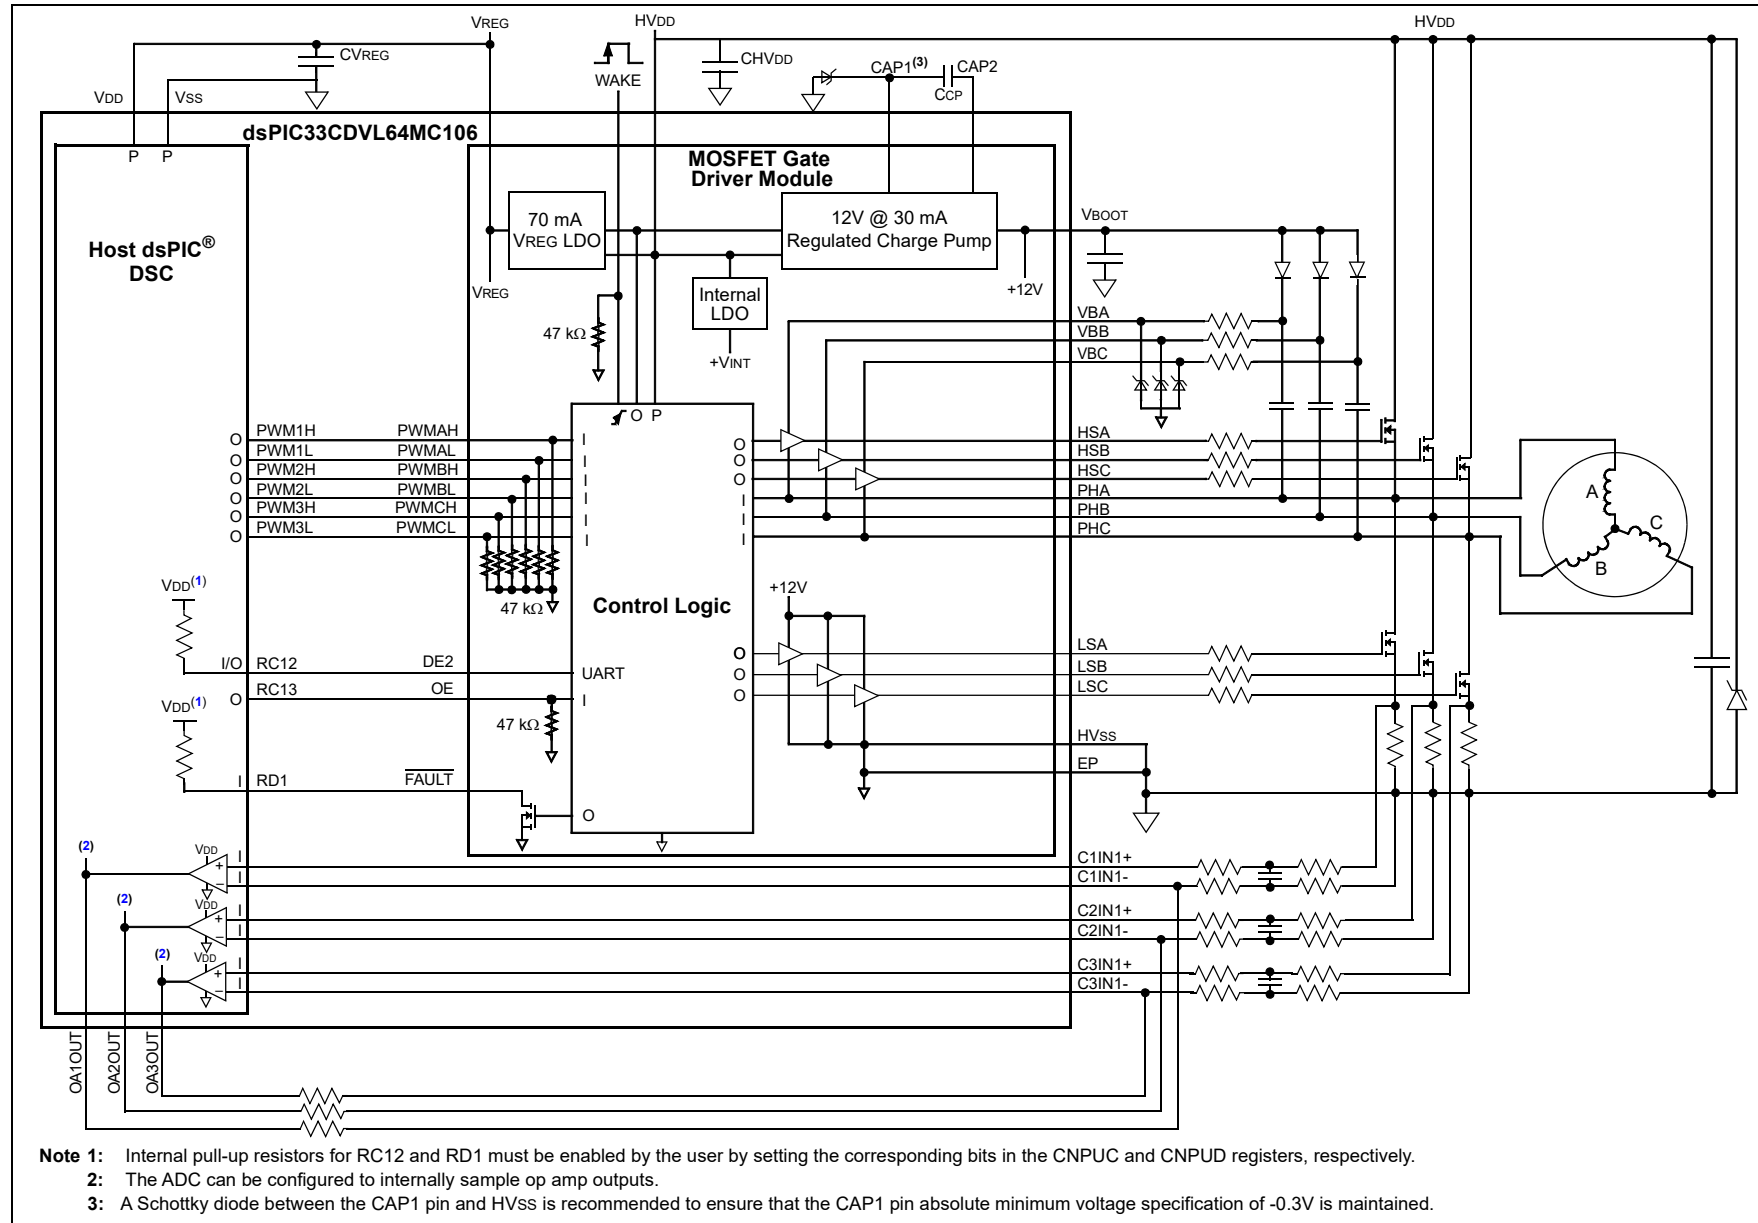 VREG
HVDD
HVDD
CVREG
WAKE
CHVDD
CAP1(3)
CAP2
CCP
VDD
VSS
dsPIC33CDVL64MC106
P
P
MOSFET Gate
Driver Module
Host dsPIC®
DSC
70 mA
VREG LDO
12V @ 30 mA
Regulated Charge Pump
VBOOT
VREG
Internal
LDO
+12V
47 kΩ
+VINT
VBA
VBB
VBC
O P
O PWM1H PWMAH I
O PWM1L PWMAL I
O PWM2H PWMBH I
O PWM2L PWMBL I
O PWM3H PWMCH I
O PWM3L PWMCL I
O HSA
O HSB
O HSC
I PHA
I PHB
I PHC
A
C
B
VDD(1)
47 kΩ
Control Logic
+12V
O LSA
O LSB
O LSC
I/O RC12 DE2 UART
O RC13 OE I
VDD(1)
47 kΩ
HVSS
EP
I RD1 FAULT
O
(2)
VDD
+
−
I
I
C1IN1+
C1IN1-
(2)
VDD
+
−
I
I
C2IN1+
C2IN1-
(2)
VDD
+
−
I
I
C3IN1+
C3IN1-
OA1OUT
OA2OUT
OA3OUT
Note 1: Internal pull-up resistors for RC12 and RD1 must be enabled by the user by setting the corresponding bits in the CNPUC and CNPUD registers, respectively.
2: The ADC can be configured to internally sample op amp outputs.
3: A Schottky diode between the CAP1 pin and HVSS is recommended to ensure that the CAP1 pin absolute minimum voltage specification of -0.3V is maintained.